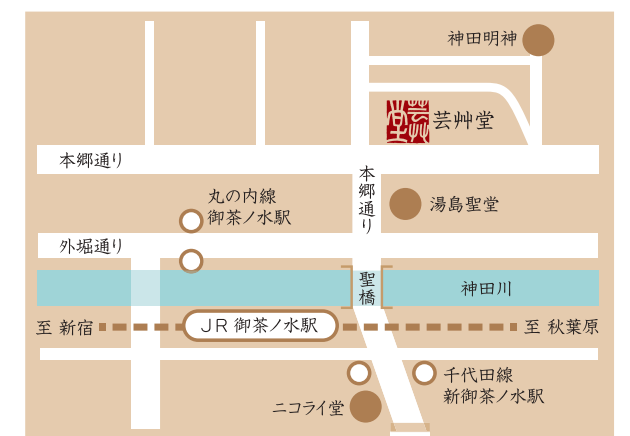 神田明神
芸艸堂
芸艸堂
本郷通り
本郷通り
丸の内線
御茶ノ水駅
湯島聖堂
外堀通り
聖橋
神田川
至 新宿
JR 御茶ノ水駅
至 秋葉原
千代田線
新御茶ノ水駅
ニコライ堂